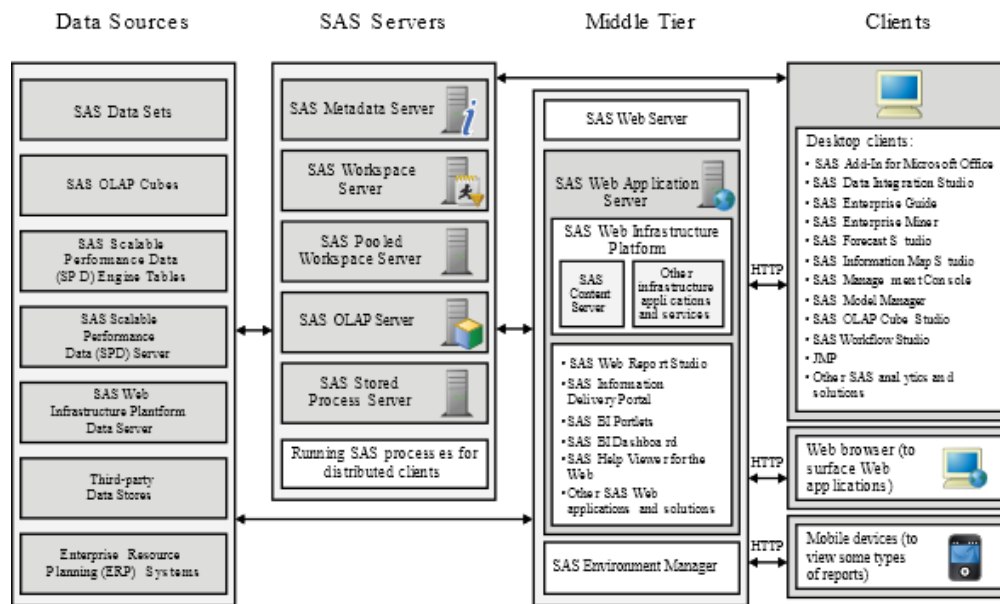 Data Sources
SAS Servers
Middle Tier
Clients
SAS Data Sets
SAS OLAP Cubes
SAS Scalable
Performance Data
(SPD) Engine Tables
SAS Scalable
Performance
Data (SPD) Server
SAS Web
Infrastructure Plantform
Data Server
Third-party
Data Stores
Enterprise Resource
Planning (ERP) Systems
SAS Metadata Server
SAS Workspace
Server
SAS Pooled
Workspace Server
SAS OLAP Server
SAS Stored
Process Server
Running SAS processes for
distributed clients
SAS Web Server
SAS Web Application
Server
SAS Web Infrastructure
Platform
SAS
Content
Server
Other
infrastructure
applications
and services
• SAS Web Report Studio
• SAS Information
Delivery Portal
• SAS BI Portlets
• SAS BI Dashboard
• SAS Help Viewer for the
Web
• Other SAS Web
applications and solutions
SAS Environment Manager
HTTP
HTTP
HTTP
Desktop clients:
• SAS Add-In for Microsoft Office
• SAS Data Integration Studio
• SAS Enterprise Guide
• SAS Enterprise Miner
• SAS Forecast Studio
• SAS Information Map Studio
• SAS Management Console
• SAS Model Manager
• SAS OLAP Cube Studio
• SAS Workflow Studio
• JMP
• Other SAS analytics and
solutions
Web browser (to
surface Web
applications)
Mobile devices (to
view some types
of reports)